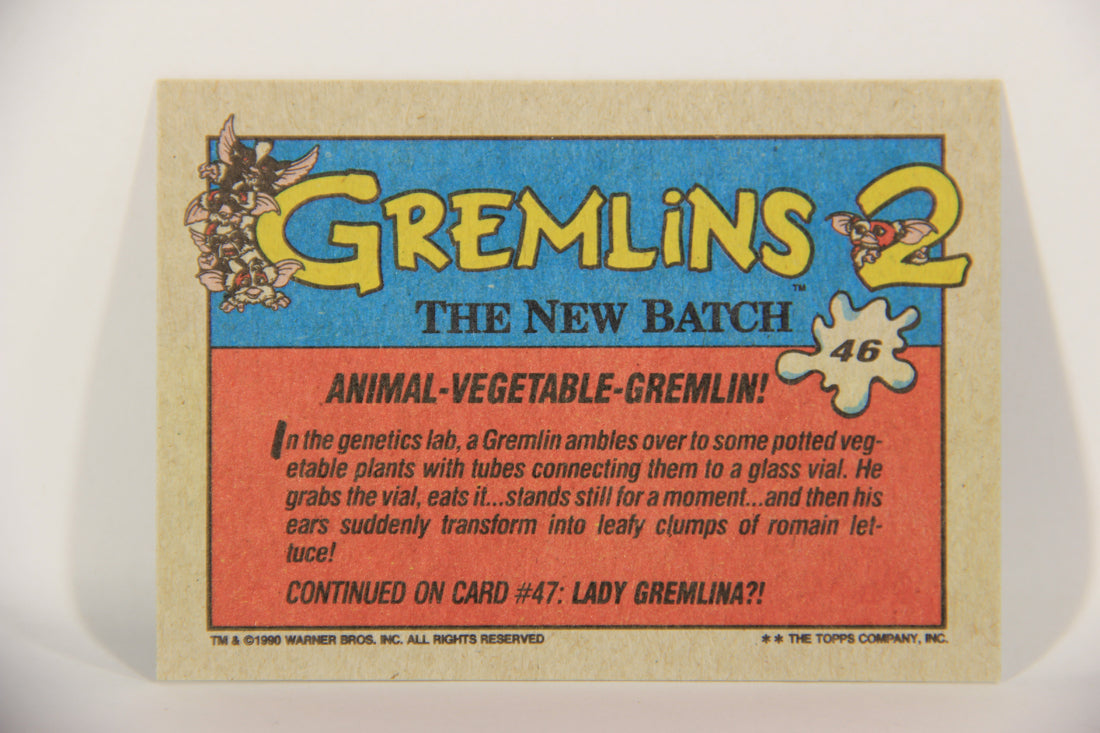 GREMLiNS 2
™
THE NEW BATCH
46
ANIMAL-VEGETABLE-GREMLIN!
In the genetics lab, a Gremlin ambles over to some potted veg-
etable plants with tubes connecting them to a glass vial. He
grabs the vial, eats it...stands still for a moment...and then his
ears suddenly transform into leafy clumps of romain let-
tuce!
CONTINUED ON CARD #47: LADY GREMLINA?!
TM & ©1990 WARNER BROS. INC. ALL RIGHTS RESERVED
** THE TOPPS COMPANY, INC.